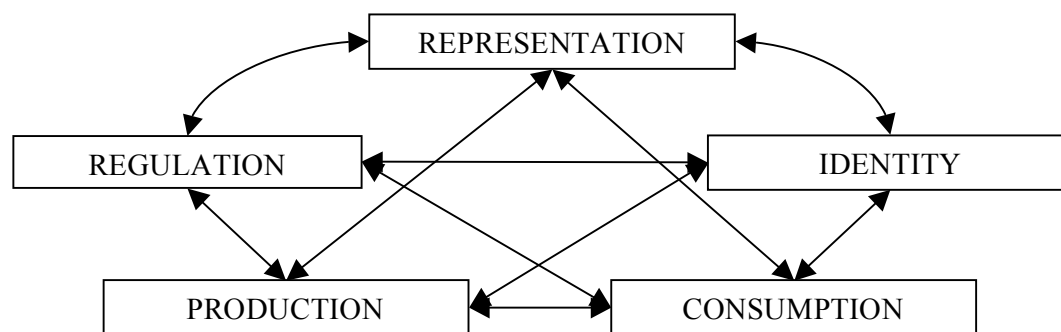 REPRESENTATION
REGULATION
IDENTITY
PRODUCTION
CONSUMPTION